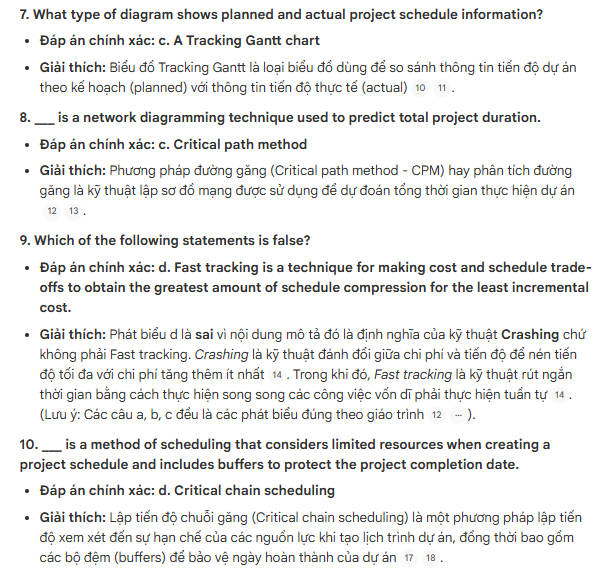 7. What type of diagram shows planned and actual project schedule information?
• Đáp án chính xác: c. A Tracking Gantt chart
• Giải thích: Biểu đồ Tracking Gantt là loại biểu đồ dùng để so sánh thông tin tiến độ dự án
theo kế hoạch (planned) với thông tin tiến độ thực tế (actual) 10 11 .
8. ___ is a network diagramming technique used to predict total project duration.
• Đáp án chính xác: c. Critical path method
• Giải thích: Phương pháp đường găng (Critical path method - CPM) hay phân tích đường
găng là kỹ thuật lập sơ đồ mạng được sử dụng để dự đoán tổng thời gian thực hiện dự án
12 13 .
9. Which of the following statements is false?
• Đáp án chính xác: d. Fast tracking is a technique for making cost and schedule trade-
offs to obtain the greatest amount of schedule compression for the least incremental
cost.
• Giải thích: Phát biểu d là sai vì nội dung mô tả đó là định nghĩa của kỹ thuật Crashing chứ
không phải Fast tracking. Crashing là kỹ thuật đánh đổi giữa chi phí và tiến độ để nén tiến
độ tối đa với chi phí tăng thêm ít nhất 14 . Trong khi đó, Fast tracking là kỹ thuật rút ngắn
thời gian bằng cách thực hiện song song các công việc vốn dĩ phải thực hiện tuần tự 14 .
(Lưu ý: Các câu a, b, c đều là các phát biểu đúng theo giáo trình 12 ... ).
10. ___ is a method of scheduling that considers limited resources when creating a
project schedule and includes buffers to protect the project completion date.
• Đáp án chính xác: d. Critical chain scheduling
• Giải thích: Lập tiến độ chuỗi găng (Critical chain scheduling) là một phương pháp lập tiến
độ xem xét đến sự hạn chế của các nguồn lực khi tạo lịch trình dự án, đồng thời bao gồm
các bộ đệm (buffers) để bảo vệ ngày hoàn thành của dự án 17 18 .